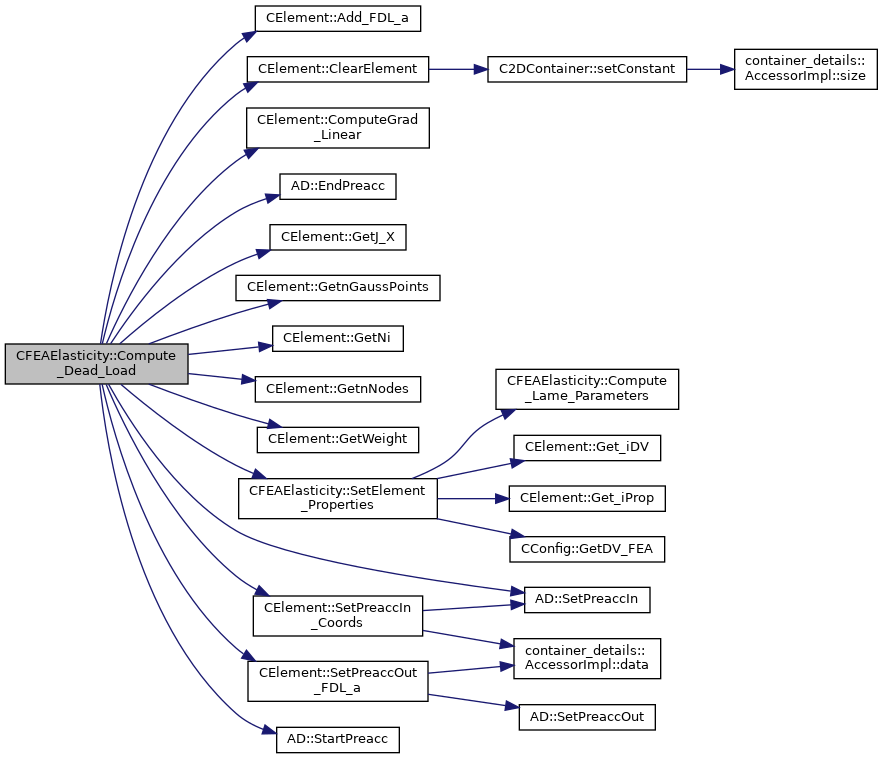 CFEAElasticity::Compute
_Dead_Load
CElement::Add_FDL_a
CElement::ClearElement
C2DContainer::setConstant
container_details::
AccessorImpl::size
CElement::ComputeGrad
_Linear
AD::EndPreacc
CElement::GetJ_X
CElement::GetnGaussPoints
CElement::GetNi
CElement::GetnNodes
CElement::GetWeight
CFEAElasticity::SetElement
_Properties
CFEAElasticity::Compute
_Lame_Parameters
CElement::Get_iDV
CElement::Get_iProp
CConfig::GetDV_FEA
AD::SetPreaccIn
CElement::SetPreaccIn
_Coords
container_details::
AccessorImpl::data
CElement::SetPreaccOut
_FDL_a
AD::SetPreaccOut
AD::StartPreacc